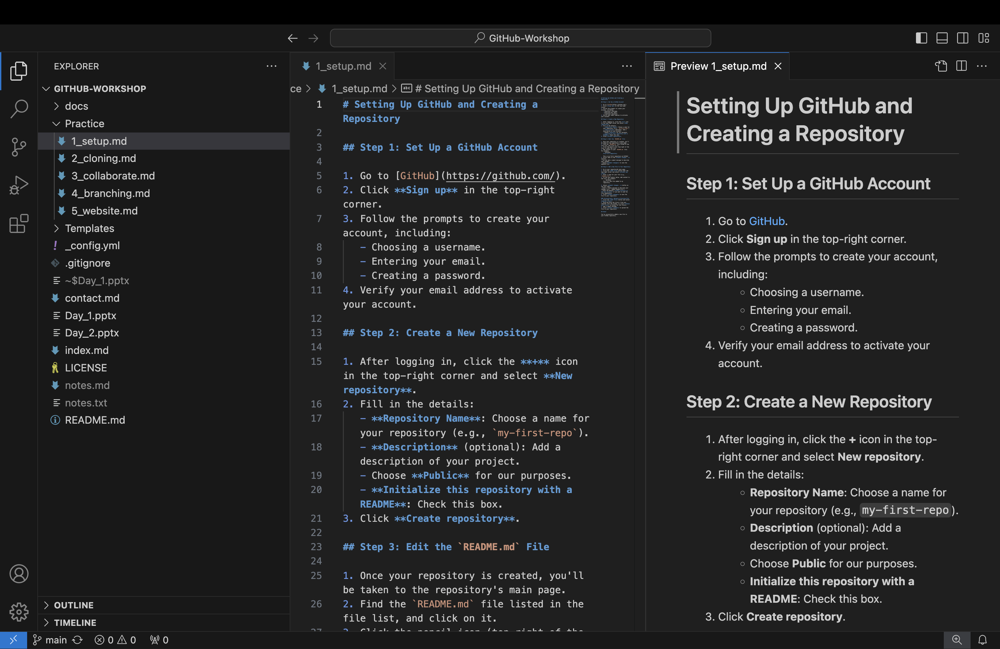 GitHub-Workshop
EXPLORER
GITHUB-WORKSHOP
docs
Practice
1_setup.md
2_cloning.md
3_collaborate.md
4_branching.md
5_website.md
Templates
! _config.yml
.gitignore
~$Day_1.pptx
contact.md
Day_1.pptx
Day_2.pptx
index.md
LICENSE
notes.md
notes.txt
README.md
OUTLINE
TIMELINE
1_setup.md
ce > 1_setup.md > abc # Setting Up GitHub and Creating a Repository
1 # Setting Up GitHub and Creating a
Repository
2
3 ## Step 1: Set Up a GitHub Account
4
5 1. Go to [GitHub](https://github.com/).
6 2. Click **Sign up** in the top-right
corner.
7 3. Follow the prompts to create your
account, including:
8 - Choosing a username.
9 - Entering your email.
10 - Creating a password.
11 4. Verify your email address to activate
your account.
12
13 ## Step 2: Create a New Repository
14
15 1. After logging in, click the **+** icon
in the top-right corner and select **New
repository**.
16 2. Fill in the details:
17 - **Repository Name**: Choose a name for
your repository (e.g., `my-first-repo`).
18 - **Description** (optional): Add a
description of your project.
19 - Choose **Public** for our purposes.
20 - **Initialize this repository with a
README**: Check this box.
21 3. Click **Create repository**.
22
23 ## Step 3: Edit the `README.md` File
24
25 1. Once your repository is created, you'll
be taken to the repository's main page.
26 2. Find the `README.md` file listed in the
file list, and click on it.
27 3. Click the pencil icon (top-right of the
Preview 1_setup.md
Setting Up GitHub and
Creating a Repository
Step 1: Set Up a GitHub Account
1. Go to GitHub.
2. Click Sign up in the top-right corner.
3. Follow the prompts to create your account,
including:
Choosing a username.
Entering your email.
Creating a password.
4. Verify your email address to activate your
account.
Step 2: Create a New Repository
1. After logging in, click the + icon in the top-
right corner and select New repository.
2. Fill in the details:
Repository Name: Choose a name for
your repository (e.g., my-first-repo).
Description (optional): Add a
description of your project.
Choose Public for our purposes.
Initialize this repository with a
README: Check this box.
3. Click Create repository.
main 0 0 0